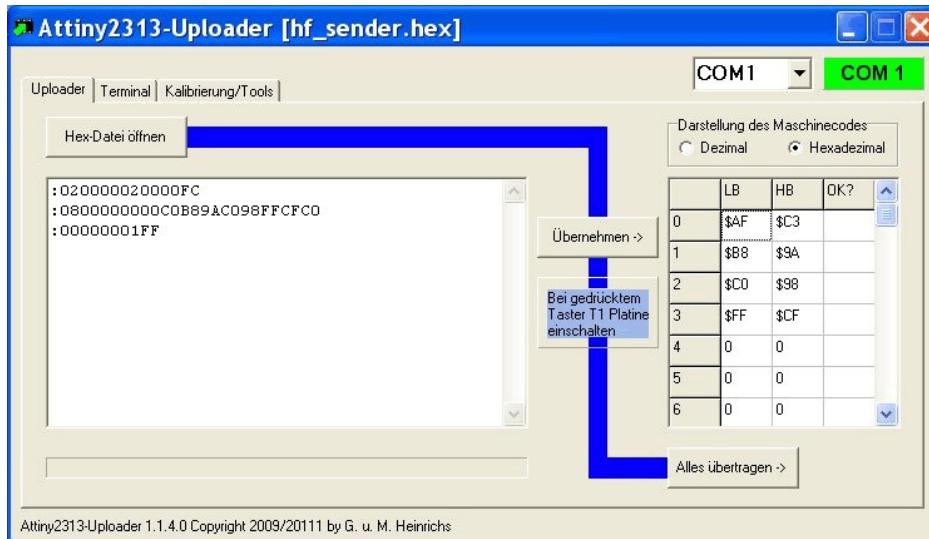 Attiny2313-Uploader [hf_sender.hex]
COM1
COM 1
Uploader Terminal Kalibrierung/Tools
Hex-Datei öffnen
:020000020000FC
:0800000000C0B89AC098FFCFC0
:00000001FF
Übernehmen ->
Bei gedrücktem
Taster T1 Platine
einschalten
Darstellung des Maschinecodes
Dezimal Hexadezimal
LB HB OK?
0 $AF $C3
1 $B8 $9A
2 $C0 $98
3 $FF $CF
4 0 0
5 0 0
6 0 0
Alles übertragen ->
Attiny2313-Uploader 1.1.4.0 Copyright 2009/20111 by G. u. M. Heinrichs